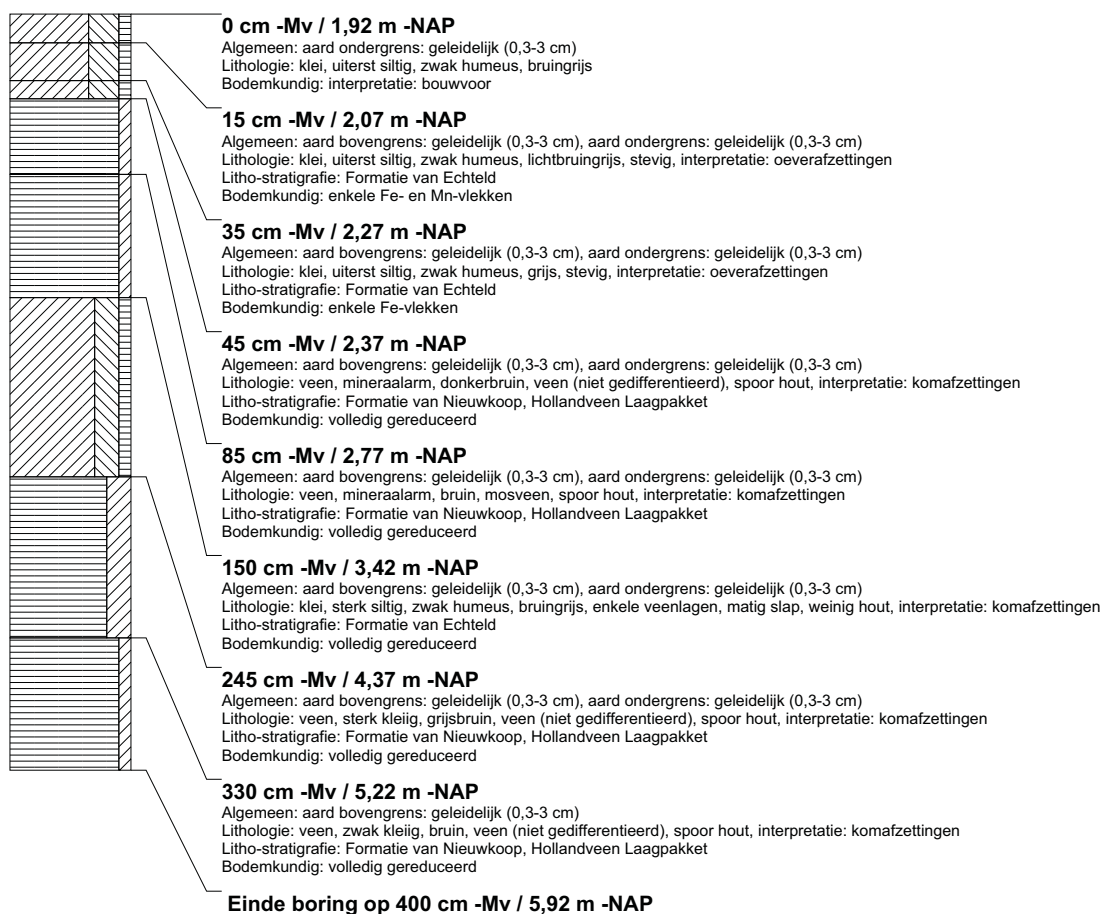 0 cm -Mv / 1,92 m -NAP
Algemeen: aard ondergrens: geleidelijk (0,3-3 cm)
Lithologie: klei, uiterst siltig, zwak humeus, bruingrijs
Bodemkundig: interpretatie: bouwvoor
15 cm -Mv / 2,07 m -NAP
Algemeen: aard bovengrens: geleidelijk (0,3-3 cm), aard ondergrens: geleidelijk (0,3-3 cm)
Lithologie: klei, uiterst siltig, zwak humeus, lichtbruingrijs, stevig, interpretatie: oeverafzettingen
Litho-stratigrafie: Formatie van Echteld
Bodemkundig: enkele Fe- en Mn-vlekken
35 cm -Mv / 2,27 m -NAP
Algemeen: aard bovengrens: geleidelijk (0,3-3 cm), aard ondergrens: geleidelijk (0,3-3 cm)
Lithologie: klei, uiterst siltig, zwak humeus, grijs, stevig, interpretatie: oeverafzettingen
Litho-stratigrafie: Formatie van Echteld
Bodemkundig: enkele Fe-vlekken
45 cm -Mv / 2,37 m -NAP
Algemeen: aard bovengrens: geleidelijk (0,3-3 cm), aard ondergrens: geleidelijk (0,3-3 cm)
Lithologie: veen, mineraalarm, donkerbruin, veen (niet gedifferentieerd), spoor hout, interpretatie: komafzettingen
Litho-stratigrafie: Formatie van Nieuwkoop, Hollandveen Laagpakket
Bodemkundig: volledig gereduceerd
85 cm -Mv / 2,77 m -NAP
Algemeen: aard bovengrens: geleidelijk (0,3-3 cm), aard ondergrens: geleidelijk (0,3-3 cm)
Lithologie: veen, mineraalarm, bruin, mosveen, spoor hout, interpretatie: komafzettingen
Litho-stratigrafie: Formatie van Nieuwkoop, Hollandveen Laagpakket
Bodemkundig: volledig gereduceerd
150 cm -Mv / 3,42 m -NAP
Algemeen: aard bovengrens: geleidelijk (0,3-3 cm), aard ondergrens: geleidelijk (0,3-3 cm)
Lithologie: klei, sterk siltig, zwak humeus, bruingrijs, enkele veenlagen, matig slap, weinig hout, interpretatie: komafzettingen
Litho-stratigrafie: Formatie van Echteld
Bodemkundig: volledig gereduceerd
245 cm -Mv / 4,37 m -NAP
Algemeen: aard bovengrens: geleidelijk (0,3-3 cm), aard ondergrens: geleidelijk (0,3-3 cm)
Lithologie: veen, sterk kleiig, grijsbruin, veen (niet gedifferentieerd), spoor hout, interpretatie: komafzettingen
Litho-stratigrafie: Formatie van Nieuwkoop, Hollandveen Laagpakket
Bodemkundig: volledig gereduceerd
330 cm -Mv / 5,22 m -NAP
Algemeen: aard bovengrens: geleidelijk (0,3-3 cm)
Lithologie: veen, zwak kleiig, bruin, veen (niet gedifferentieerd), spoor hout, interpretatie: komafzettingen
Litho-stratigrafie: Formatie van Nieuwkoop, Hollandveen Laagpakket
Bodemkundig: volledig gereduceerd
Einde boring op 400 cm -Mv / 5,92 m -NAP